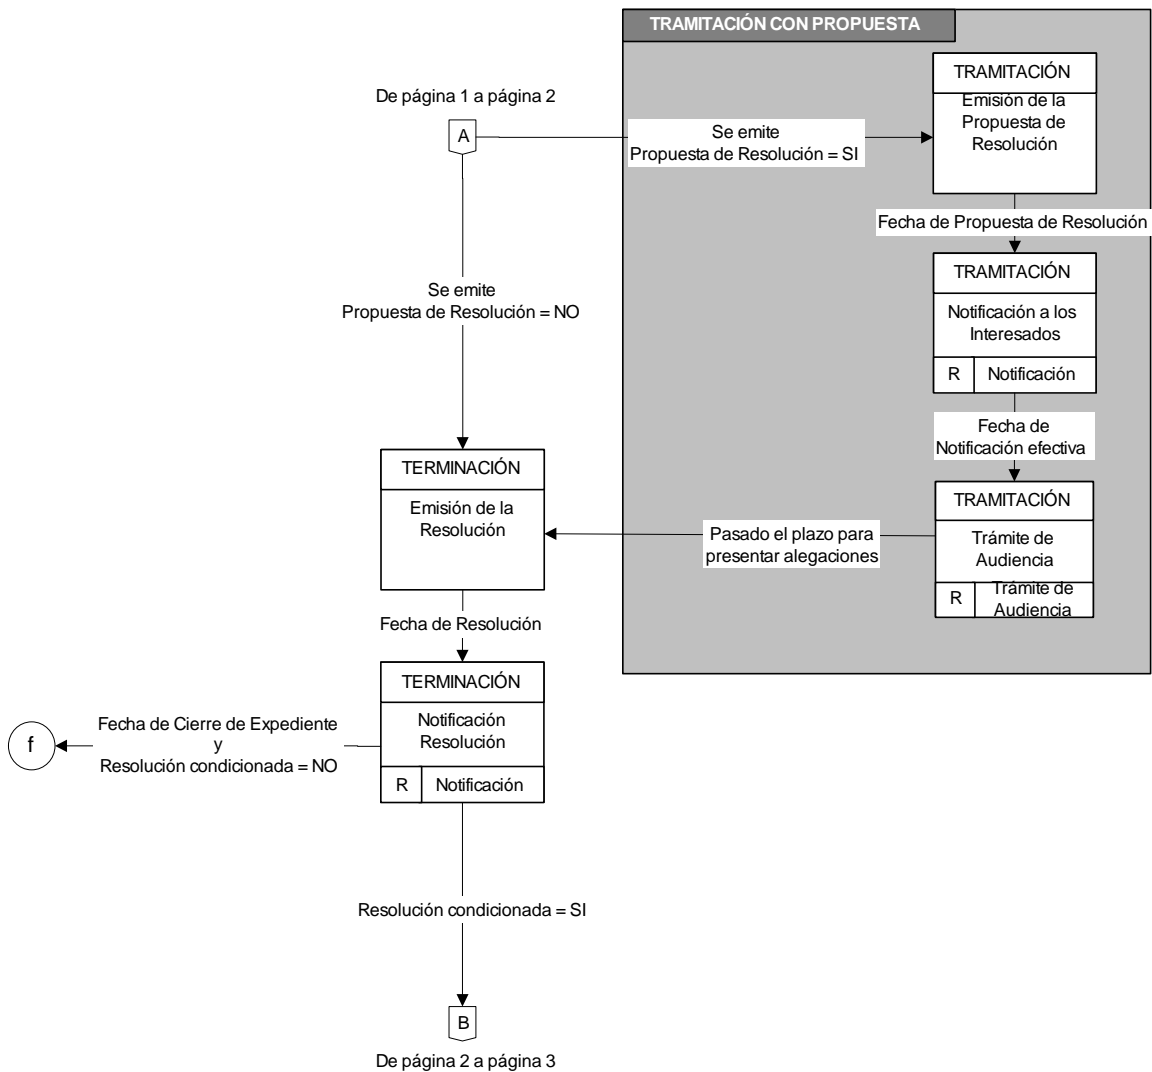 TRAMITACIÓN CON PROPUESTA
De página 1 a página 2
A
Se emite
Propuesta de Resolución = SI
TRAMITACIÓN
Emisión de la
Propuesta de
Resolución
Fecha de Propuesta de Resolución
TRAMITACIÓN
Notificación a los
Interesados
R Notificación
Se emite
Propuesta de Resolución = NO
Fecha de
Notificación efectiva
TRAMITACIÓN
Trámite de
Audiencia
R Trámite de
Audiencia
Pasado el plazo para
presentar alegaciones
TERMINACIÓN
Emisión de la
Resolución
Fecha de Resolución
TERMINACIÓN
Notificación
Resolución
R Notificación
Fecha de Cierre de Expediente
y
Resolución condicionada = NO
f
Resolución condicionada = SI
B
De página 2 a página 3